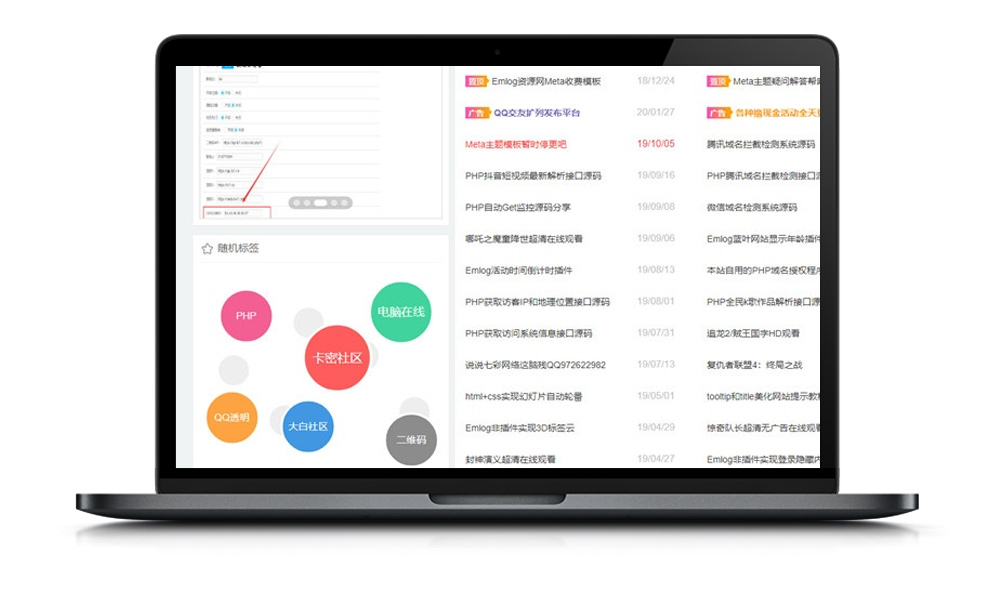 随机标签
PHP
电脑在线
卡密社区
QQ透明
大白社区
二维码
置顶 Emlog资源网Meta收费模板 18/12/24
广告 QQ交友扩列发布平台 20/01/27
Meta主题模板暂时停更吧 19/10/05
PHP抖音短视频最新解析接口源码 19/09/16
PHP自动Get监控源码分享 19/09/08
哪吒之魔童降世超清在线观看 19/09/06
Emlog活动时间倒计时插件 19/08/13
PHP获取访客IP和地理位置接口源码 19/08/01
PHP获取访问系统信息接口源码 19/07/31
说说七彩网络这脑残QQ972622982 19/07/13
html+css实现幻灯片自动轮番 19/05/01
Emlog非插件实现3D标签云 19/04/29
封神演义超清在线观看 19/04/27
置顶 Meta主题疑问解答帮
广告 各种撸现金活动全天
腾讯域名拦截检测系统源码
PHP腾讯域名拦截检测接口
微信域名检测系统源码
Emlog蓝叶网站显示年龄插件
本站自用的PHP域名授权程
PHP全民k歌作品解析接口
追龙2/贼王国字HD观看
复仇者联盟4：终局之战
tooltip和title美化网站提示教
惊奇队长超清无广告在线观
Emlog非插件实现登录隐藏内